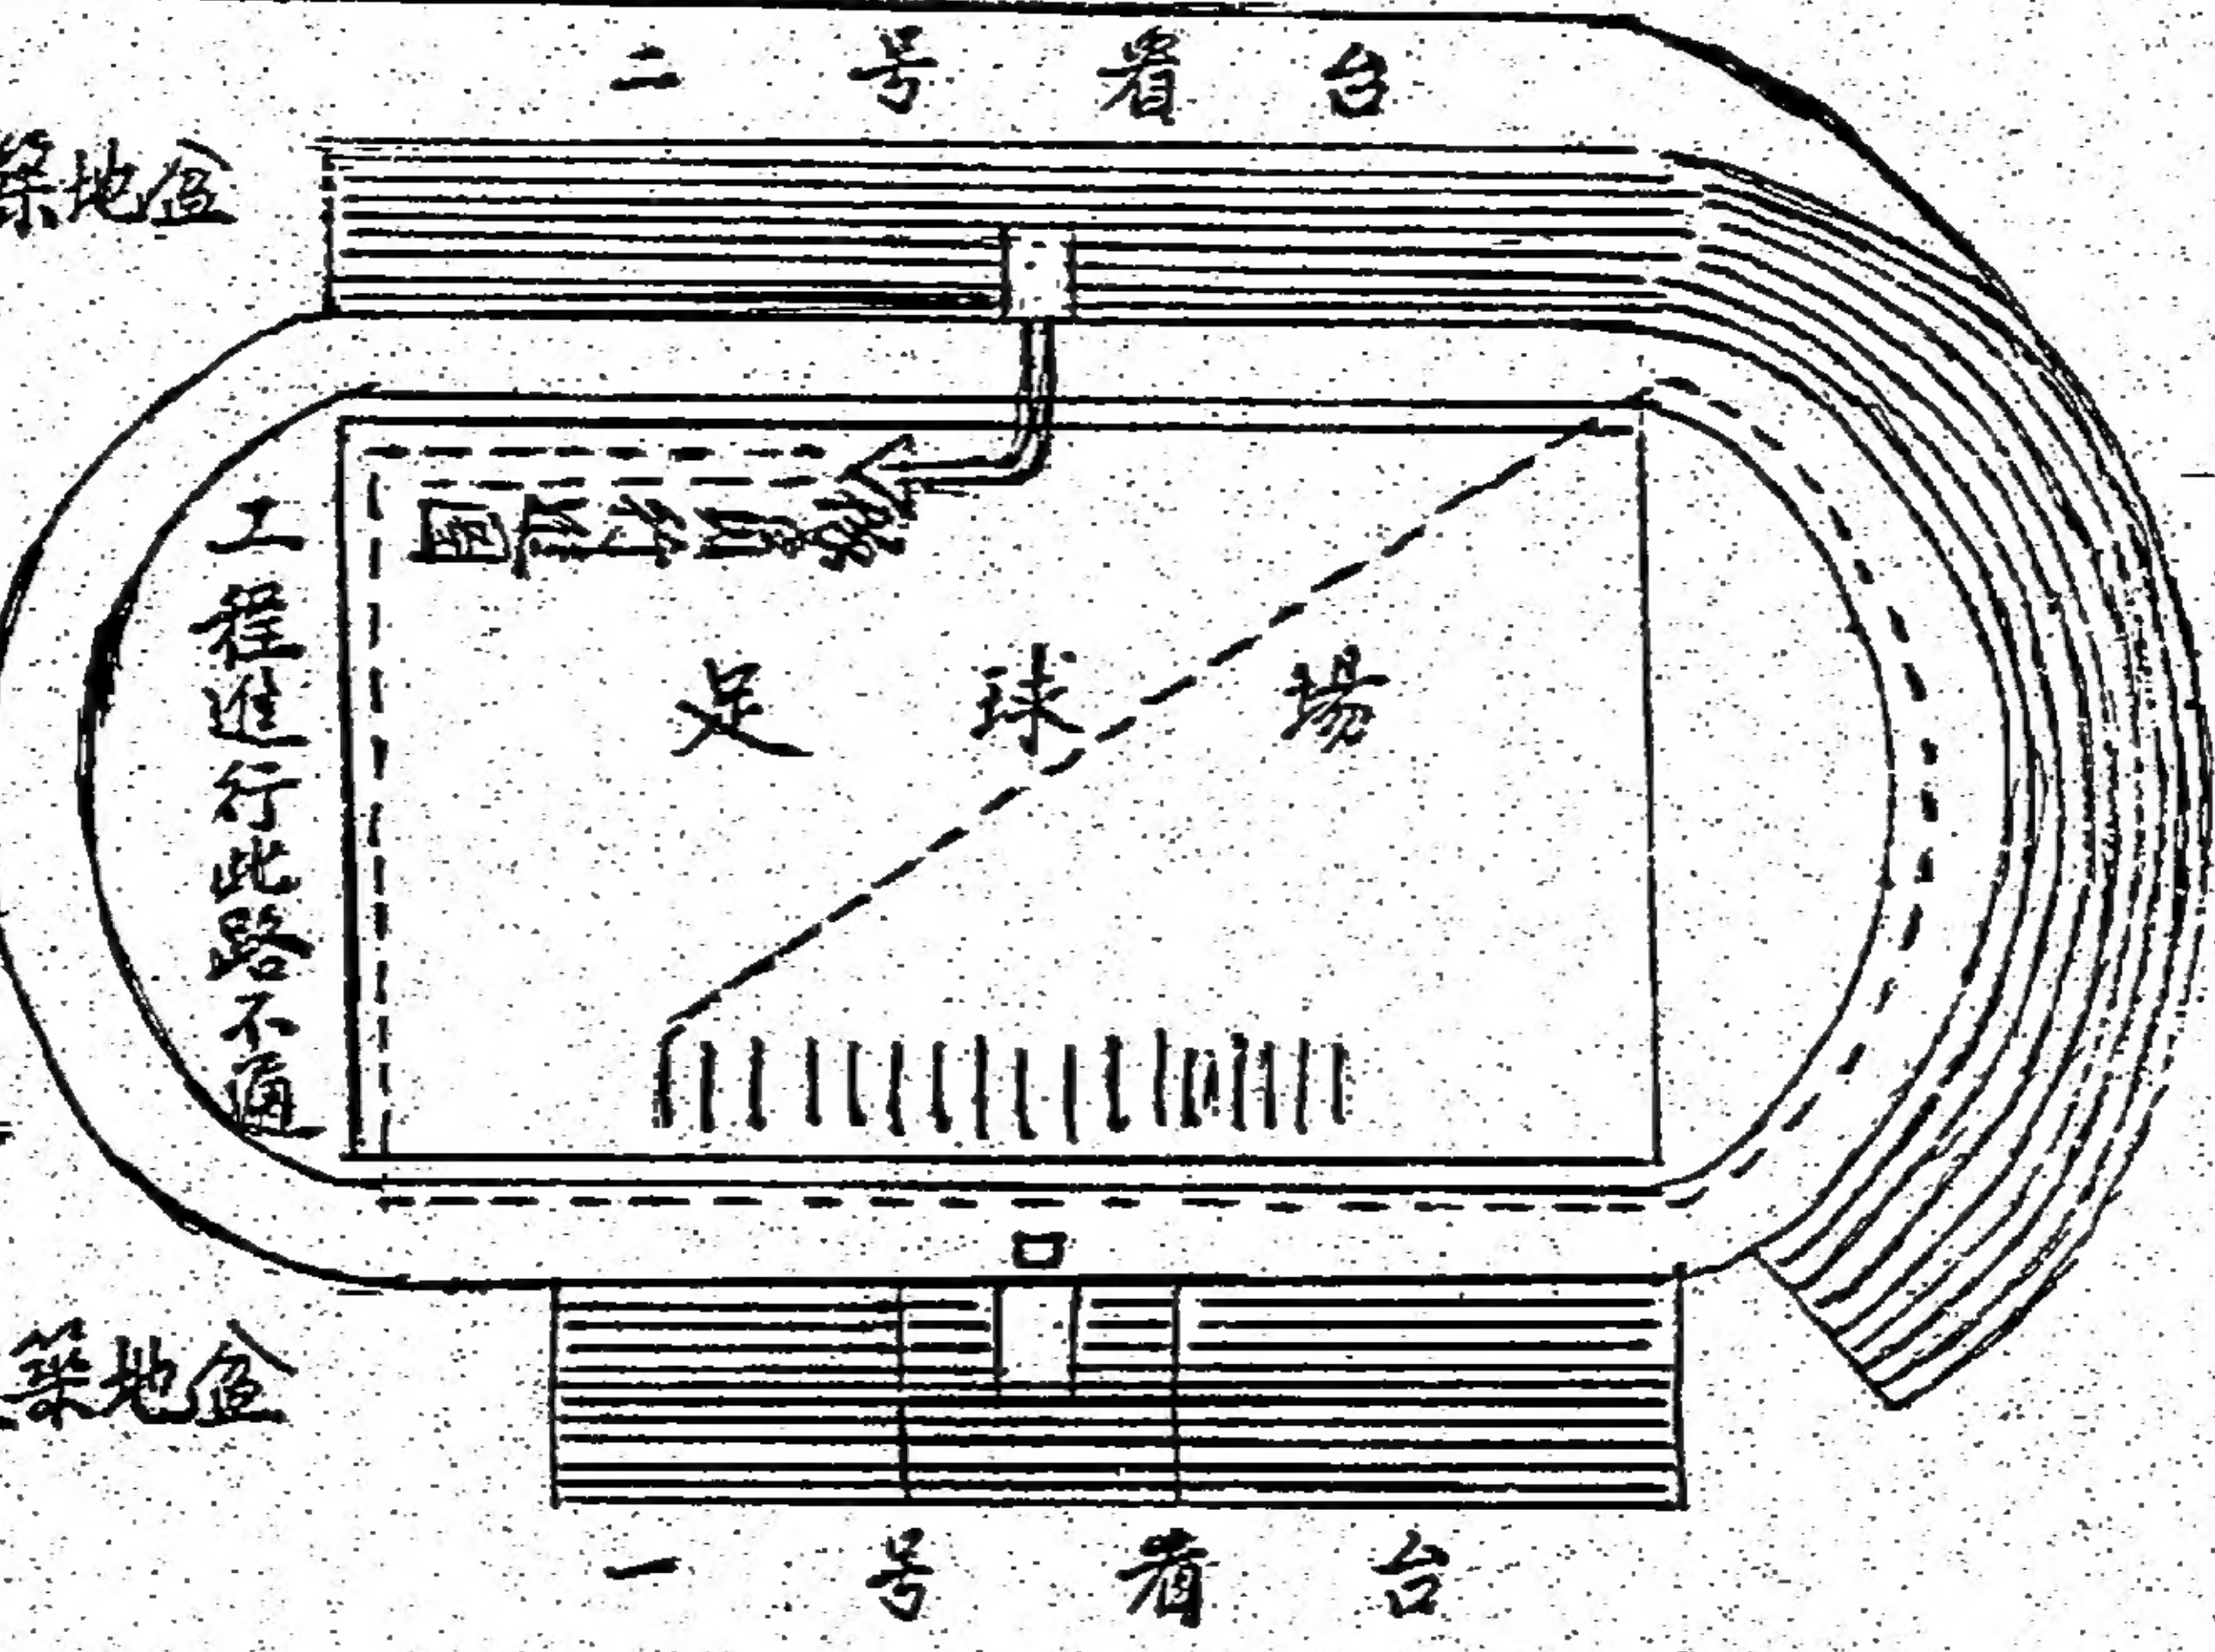 二号看台
築地盆
工程進行此路不通
足球場
築地盆
一号看台